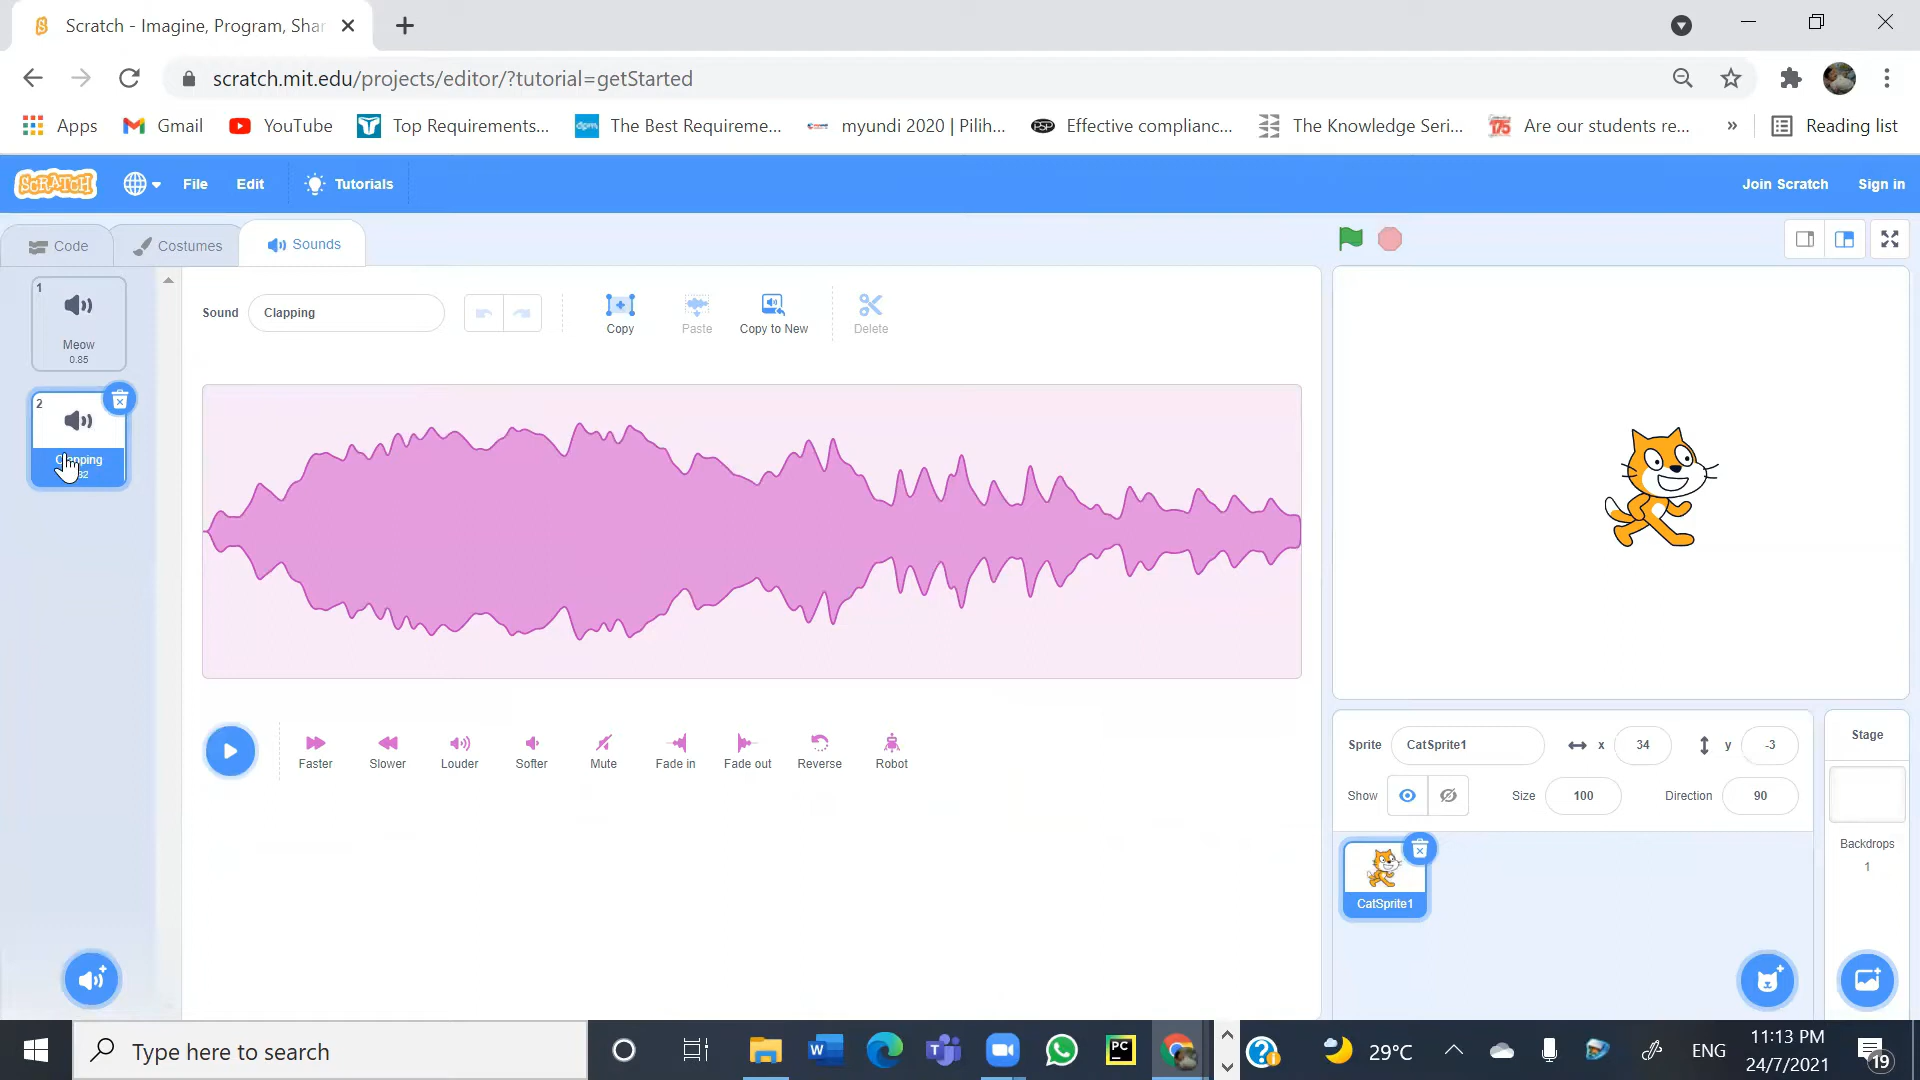 Scratch - Imagine, Program, Shar
scratch.mit.edu/projects/editor/?tutorial=getStarted
Apps Gmail YouTube Top Requirements... The Best Requireme... myundi 2020 | Pilih... Effective complianc... The Knowledge Seri... Are our students re... » Reading list
SCRATCH File Edit Tutorials Join Scratch Sign in
Code Costumes Sounds
1
Meow
0.85
2
Sound Clapping
Copy Paste Copy to New Delete
Faster Slower Louder Softer Mute Fade in Fade out Reverse Robot
Sprite CatSprite1 x 34 y -3
Show Size 100 Direction 90
CatSprite1
Stage
Backdrops
1
Type here to search
29°C ENG
11:13 PM
24/7/2021
19